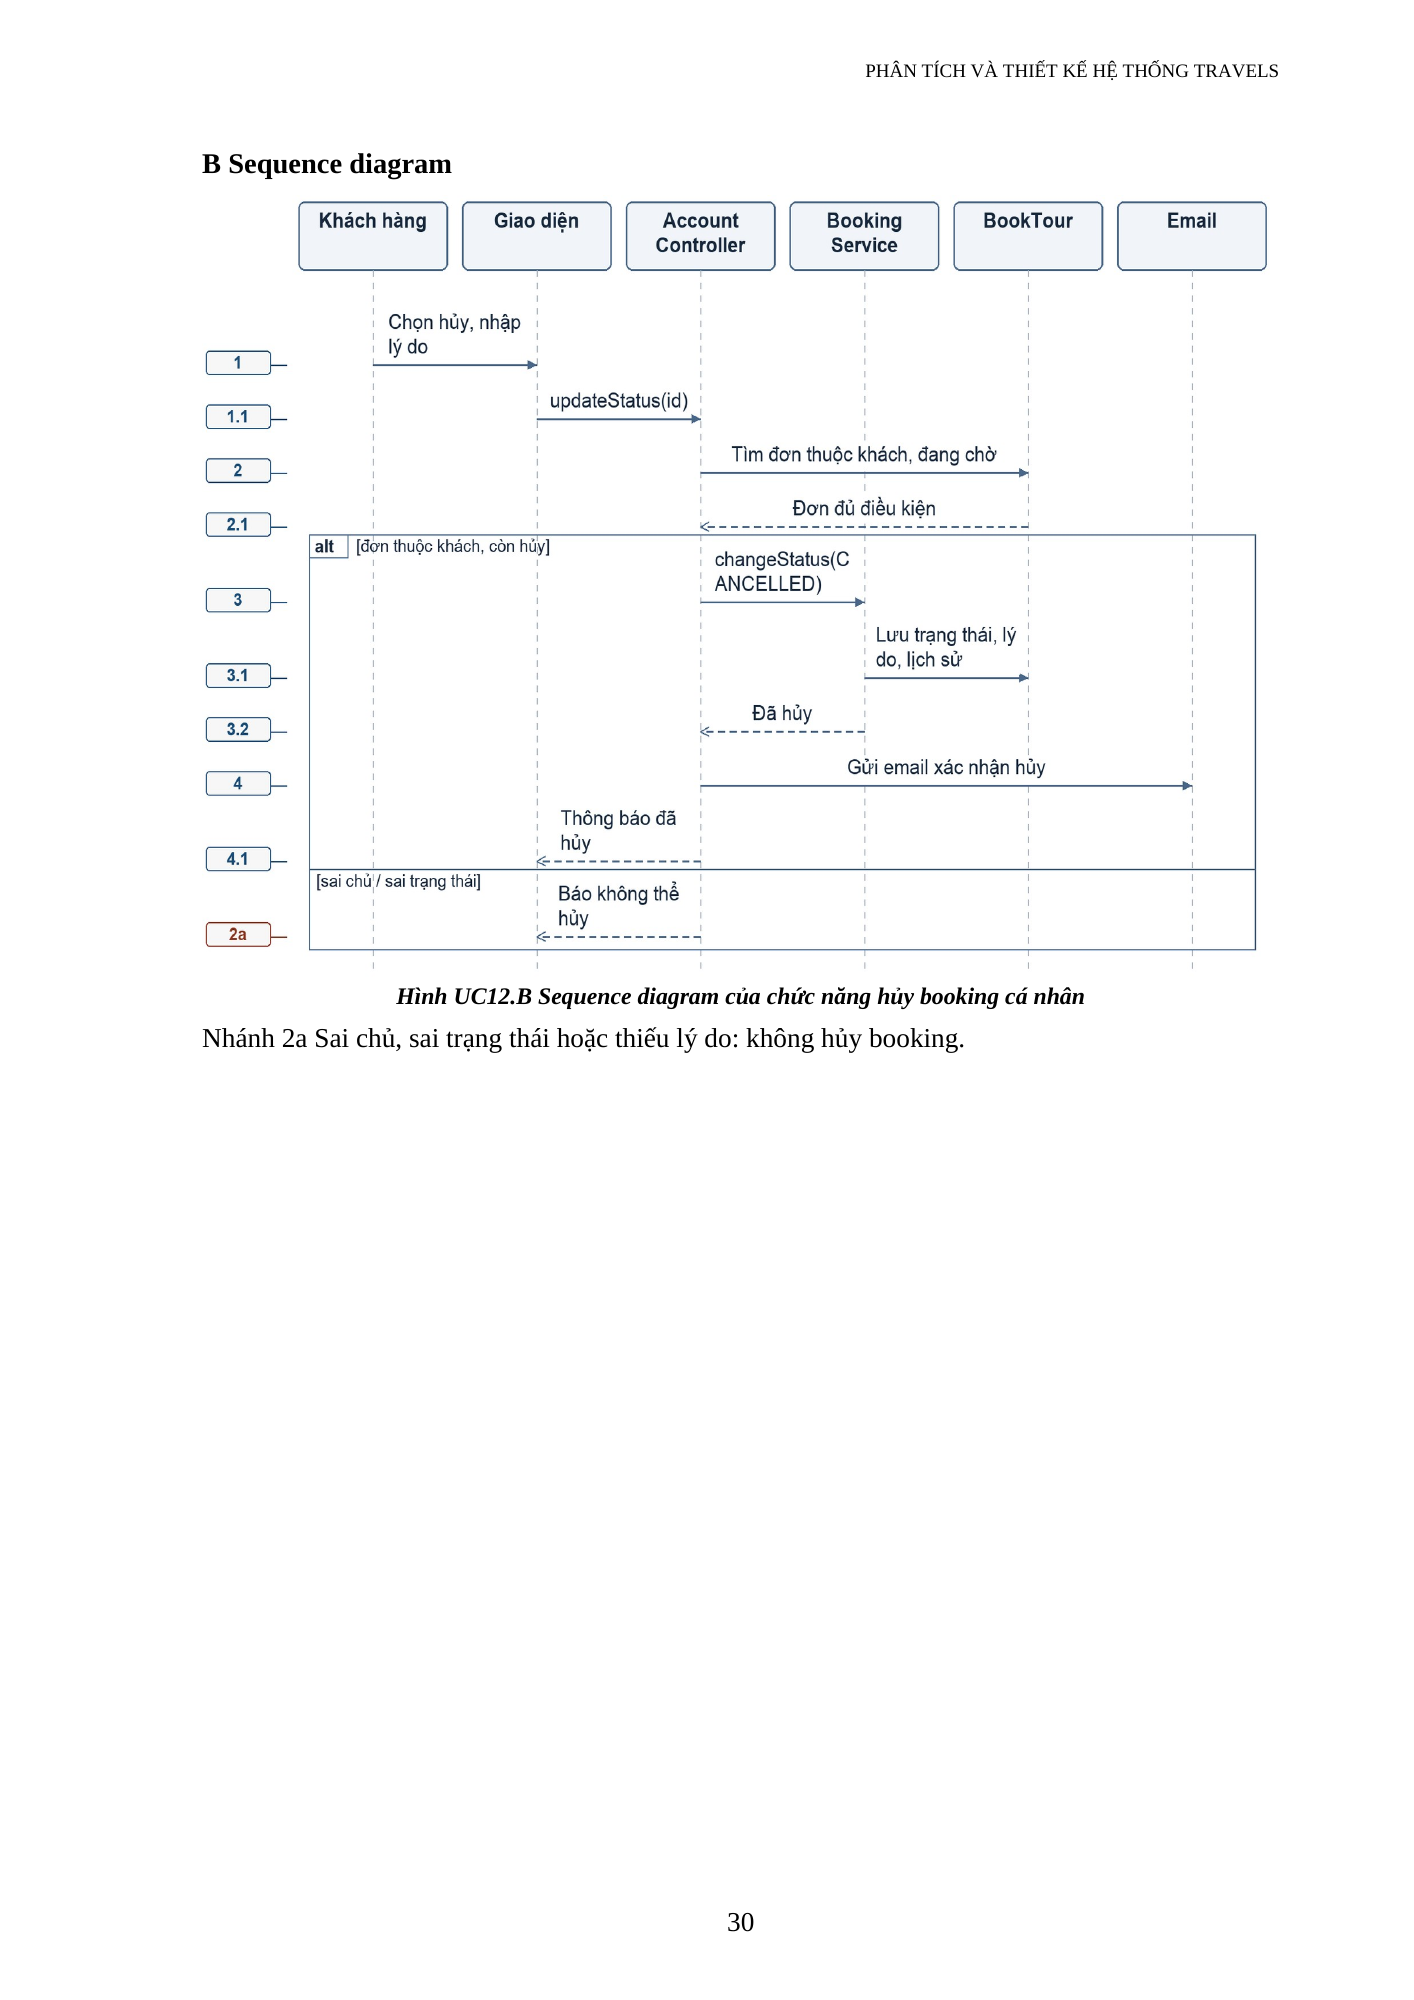 PHÂN TÍCH VÀ THIẾT KẾ HỆ THỐNG TRAVELS
B Sequence diagram
Khách hàng
Giao diện
Account
Controller
Booking
Service
BookTour
Email
Chọn hủy, nhập
lý do
1
updateStatus(id)
1.1
Tìm đơn thuộc khách, đang chờ
2
Đơn đủ điều kiện
2.1
alt
[đơn thuộc khách, còn hủy]
changeStatus(C
ANCELLED)
3
Lưu trạng thái, lý
do, lịch sử
3.1
Đã hủy
3.2
Gửi email xác nhận hủy
4
Thông báo đã
hủy
4.1
[sai chủ / sai trạng thái]
Báo không thể
hủy
2a
Hình UC12.B Sequence diagram của chức năng hủy booking cá nhân
Nhánh 2a Sai chủ, sai trạng thái hoặc thiếu lý do: không hủy booking.
30